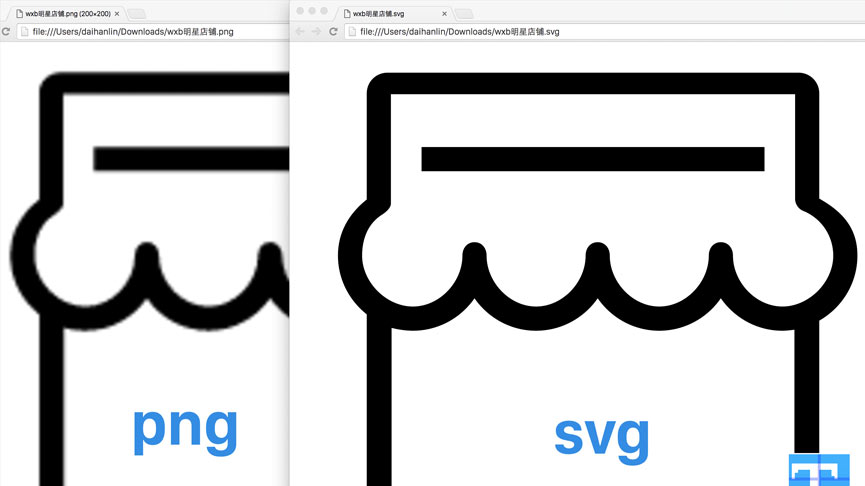 wxb明星店铺.png (200×200)
wxb明星店铺.svg
file:///Users/daihanlin/Downloads/wxb明星店铺.png
file:///Users/daihanlin/Downloads/wxb明星店铺.svg
png
svg